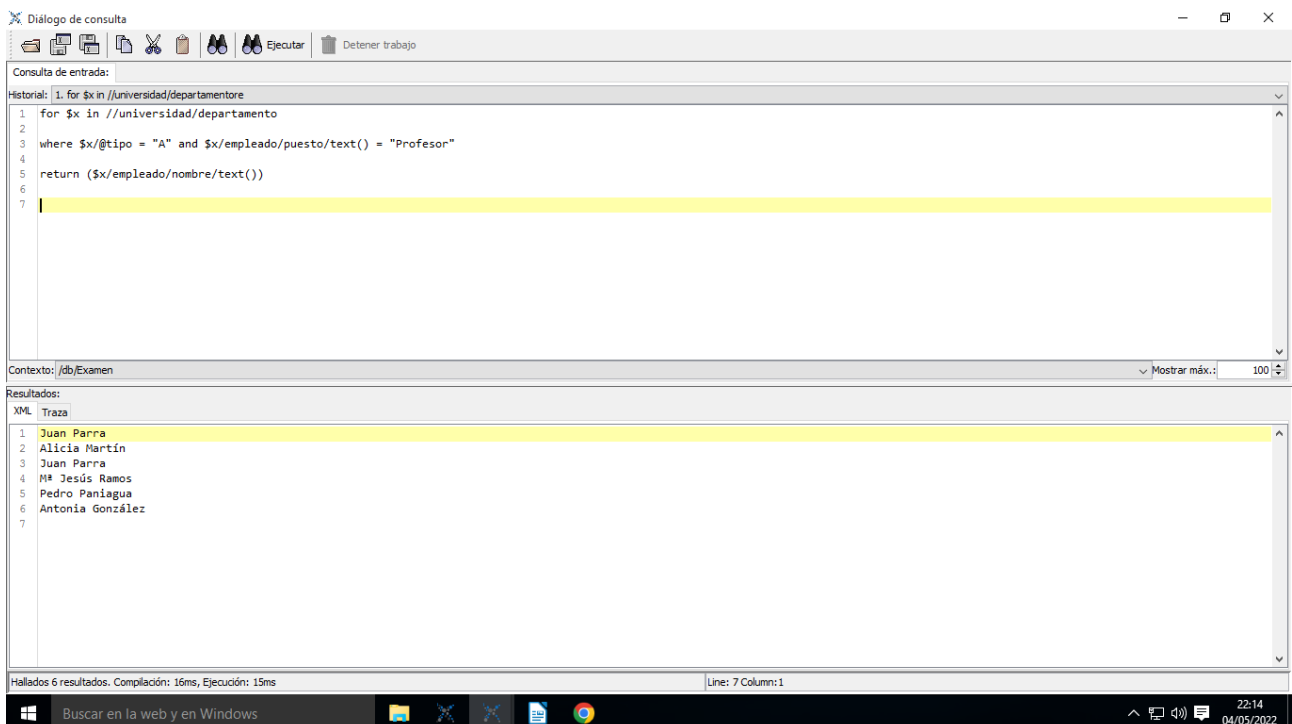 Diálogo de consulta
Ejecutar
Detener trabajo
Consulta de entrada:
Historial: 1. for $x in //universidad/departamentore
1 for $x in //universidad/departamento
2
3 where $x/@tipo = "A" and $x/empleado/puesto/text() = "Profesor"
4
5 return ($x/empleado/nombre/text())
6
7
Contexto: /db/Examen
Mostrar máx.: 100
Resultados:
XML Traza
1 Juan Parra
2 Alicia Martín
3 Juan Parra
4 Mª Jesús Ramos
5 Pedro Paniagua
6 Antonia González
7
Hallados 6 resultados. Compilación: 16ms, Ejecución: 15ms
Line: 7 Column:1
Buscar en la web y en Windows
22:14
04/05/2022